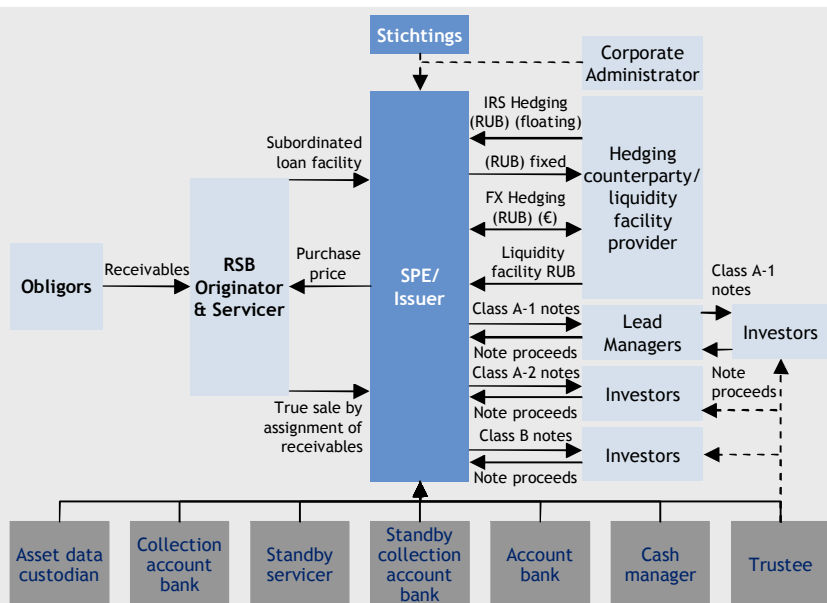 Stichtings
Corporate
Administrator
IRS Hedging
(RUB) (floating)
(RUB) fixed
FX Hedging
(RUB) (€)
Liquidity
facility RUB
Hedging
counterparty/
liquidity
facility
provider
Subordinated
loan facility
Obligors
Receivables
RSB
Originator
& Servicer
Purchase
price
SPE/
Issuer
True sale by
assignment of
receivables
Class A-1 notes
Note proceeds
Lead
Managers
Class A-1
notes
Investors
Note
proceeds
Class A-2 notes
Note proceeds
Investors
Class B notes
Note proceeds
Investors
Asset data
custodian
Collection
account
bank
Standby
servicer
Standby
collection
account
bank
Account
bank
Cash
manager
Trustee